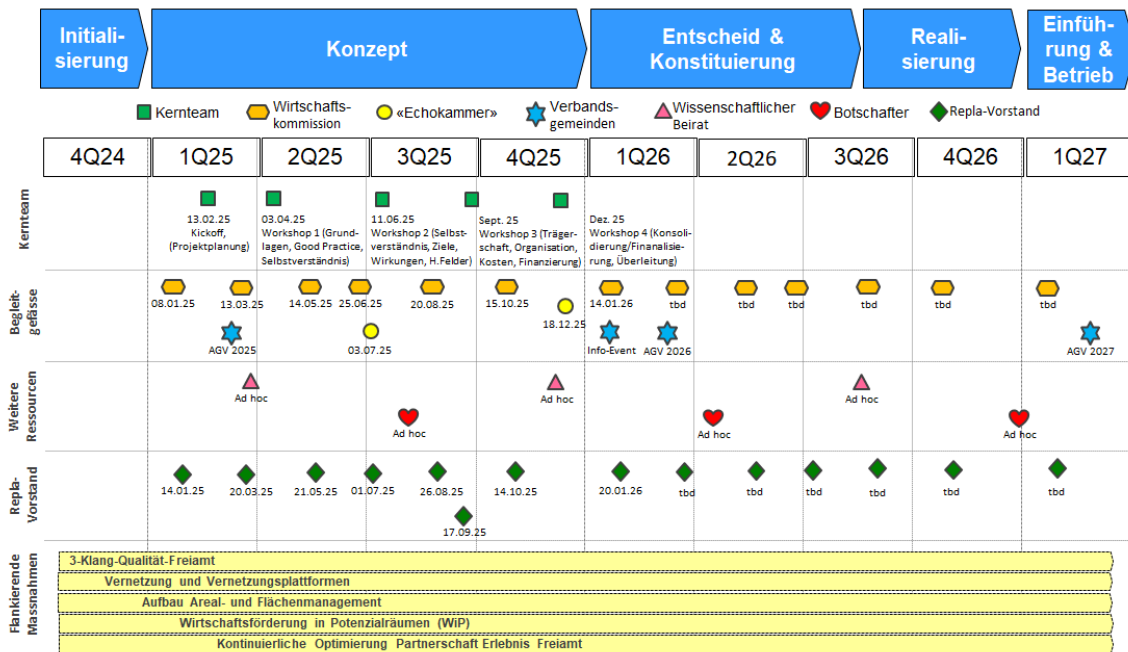 Initiali-
sierung
Konzept
Entscheid &
Konstituierung
Reali-
sierung
Einfüh-
rung &
Betrieb
Kernteam
Wirtschafts-
kommission
«Echokammer»
Verbands-
gemeinden
Wissenschaftlicher
Beirat
Botschafter
Repla-Vorstand
4Q24
1Q25
2Q25
3Q25
4Q25
1Q26
2Q26
3Q26
4Q26
1Q27
Kernteam
13.02.25
Kickoff,
(Projektplanung)
03.04.25
Workshop 1 (Grund-
lagen, Good Practice,
Selbstverständnis)
11.06.25
Workshop 2 (Selbst-
verständnis, Ziele,
Wirkungen, H.Felder)
Sept. 25
Workshop 3 (Träger-
schaft, Organisation,
Kosten, Finanzierung)
Dez. 25
Workshop 4 (Konsoli-
dierung/Finanalisie-
rung, Überleitung)
Begleit-
gefässe
08.01.25
13.03.25
14.05.25
25.06.25
20.08.25
15.10.25
14.01.26
tbd
tbd
tbd
tbd
tbd
tbd
18.12.25
AGV 2025
03.07.25
Info-Event
AGV 2026
AGV 2027
Weitere
Ressourcen
Ad hoc
Ad hoc
Ad hoc
Ad hoc
Ad hoc
Ad hoc
Repla-
Vorstand
14.01.25
20.03.25
21.05.25
01.07.25
26.08.25
14.10.25
20.01.26
tbd
tbd
tbd
tbd
tbd
tbd
17.09.25
Flankierende
Massnahmen
3-Klang-Qualität-Freiamt
Vernetzung und Vernetzungsplattformen
Aufbau Areal- und Flächenmanagement
Wirtschaftsförderung in Potenzialräumen (WiP)
Kontinuierliche Optimierung Partnerschaft Erlebnis Freiamt